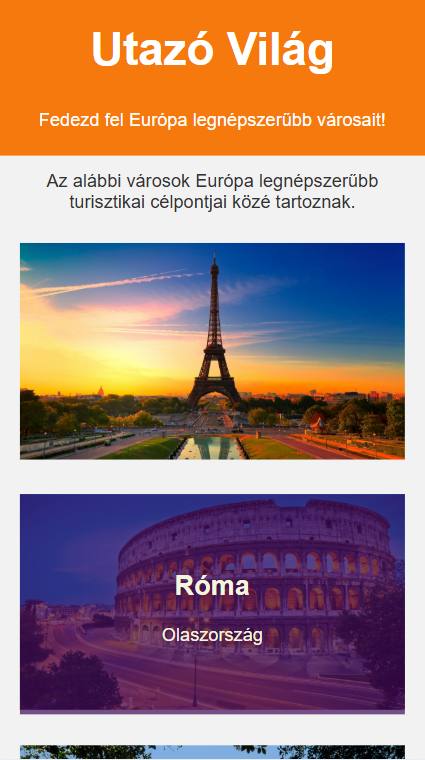 Utazó Világ
Fedezd fel Európa legnépszerűbb városait!
Az alábbi városok Európa legnépszerűbb
turisztikai célpontjai közé tartoznak.
Róma
Olaszország